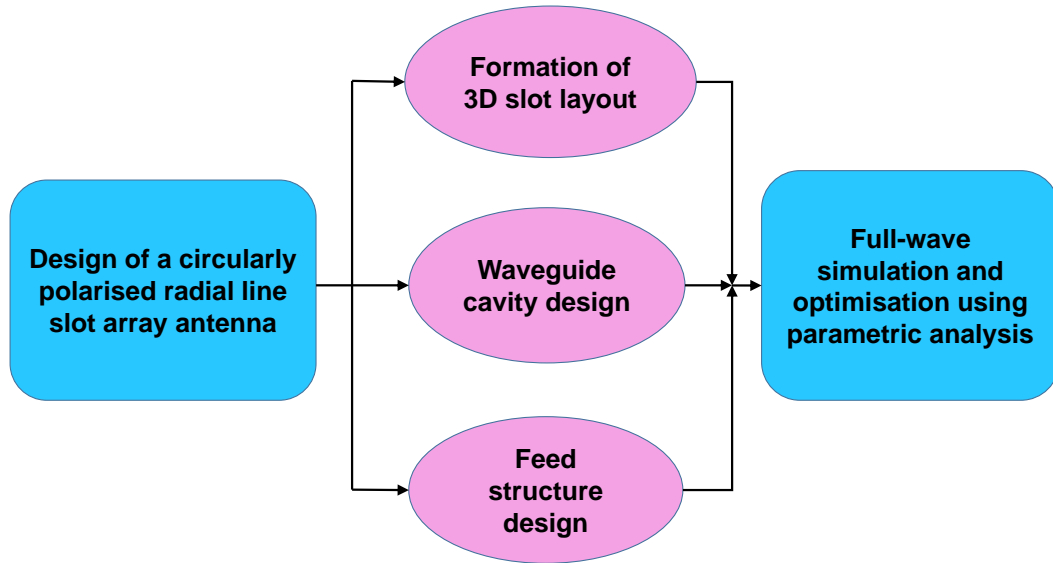 Formation of
3D slot layout
Design of a circularly
polarised radial line
slot array antenna
Waveguide
cavity design
Full-wave
simulation and
optimisation using
parametric analysis
Feed
structure
design